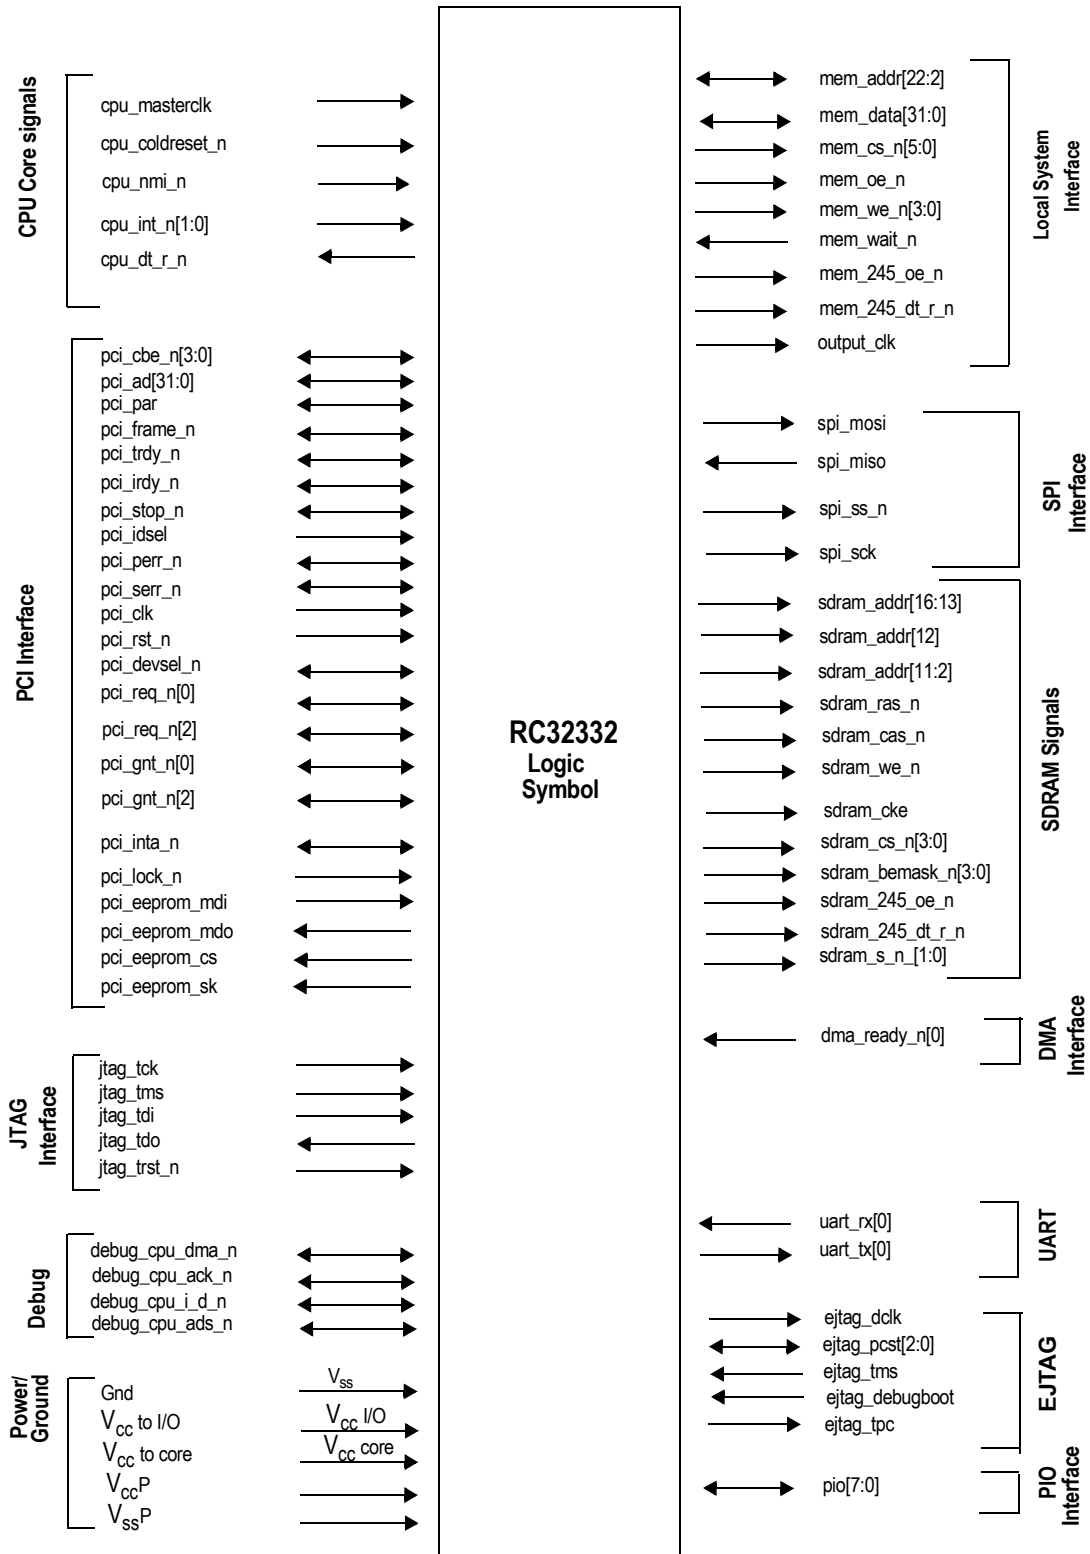 CPU Core signals
cpu_masterclk
cpu_coldreset_n
cpu_nmi_n
cpu_int_n[1:0]
cpu_dt_r_n
PCI Interface
pci_cbe_n[3:0]
pci_ad[31:0]
pci_par
pci_frame_n
pci_trdy_n
pci_irdy_n
pci_stop_n
pci_idsel
pci_perr_n
pci_serr_n
pci_clk
pci_rst_n
pci_devsel_n
pci_req_n[0]
pci_req_n[2]
pci_gnt_n[0]
pci_gnt_n[2]
pci_inta_n
pci_lock_n
pci_eeprom_mdi
pci_eeprom_mdo
pci_eeprom_cs
pci_eeprom_sk
JTAG
Interface
jtag_tck
jtag_tms
jtag_tdi
jtag_tdo
jtag_trst_n
Debug
debug_cpu_dma_n
debug_cpu_ack_n
debug_cpu_i_d_n
debug_cpu_ads_n
Power/
Ground
Gnd
Vss
Vcc to I/O
Vcc I/O
Vcc to core
Vcc core
VccP
VssP
RC32332
Logic
Symbol
mem_addr[22:2]
mem_data[31:0]
mem_cs_n[5:0]
mem_oe_n
mem_we_n[3:0]
mem_wait_n
mem_245_oe_n
mem_245_dt_r_n
output_clk
Local System
Interface
spi_mosi
spi_miso
spi_ss_n
spi_sck
SPI
Interface
sdram_addr[16:13]
sdram_addr[12]
sdram_addr[11:2]
sdram_ras_n
sdram_cas_n
sdram_we_n
sdram_cke
sdram_cs_n[3:0]
sdram_bemask_n[3:0]
sdram_245_oe_n
sdram_245_dt_r_n
sdram_s_n_[1:0]
SDRAM Signals
dma_ready_n[0]
DMA
Interface
uart_rx[0]
uart_tx[0]
UART
ejtag_dclk
ejtag_pcst[2:0]
ejtag_tms
ejtag_debugboot
ejtag_tpc
EJTAG
pio[7:0]
PIO
Interface